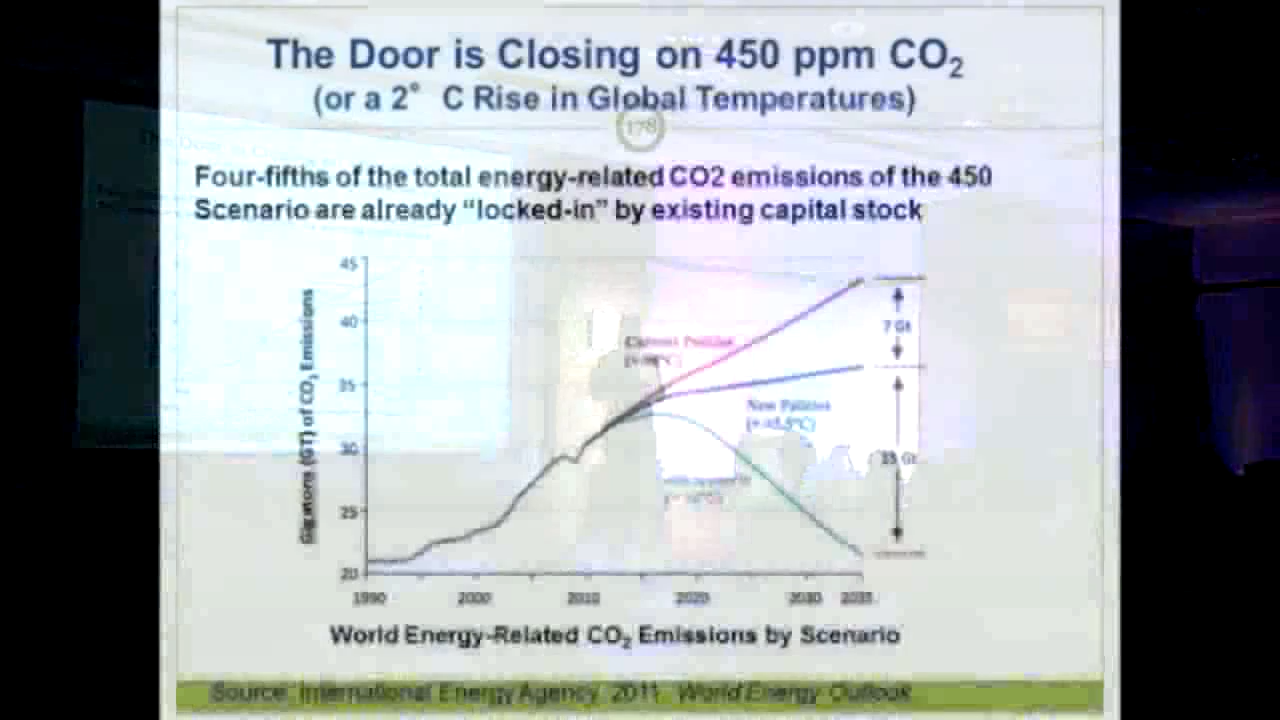 The Door is Closing on 450 ppm CO₂
(or a 2° C Rise in Global Temperatures)
178
Four-fifths of the total energy-related CO2 emissions of the 450
Scenario are already “locked-in” by existing capital stock
Gigatons (GT) of CO₂ Emissions
45
40
35
30
25
20
Current Policies
7 Gt
New Policies
15 Gt
1990
2000
2010
2020
2030
2035
World Energy-Related CO₂ Emissions by Scenario
Source: International Energy Agency, 2011, World Energy Outlook